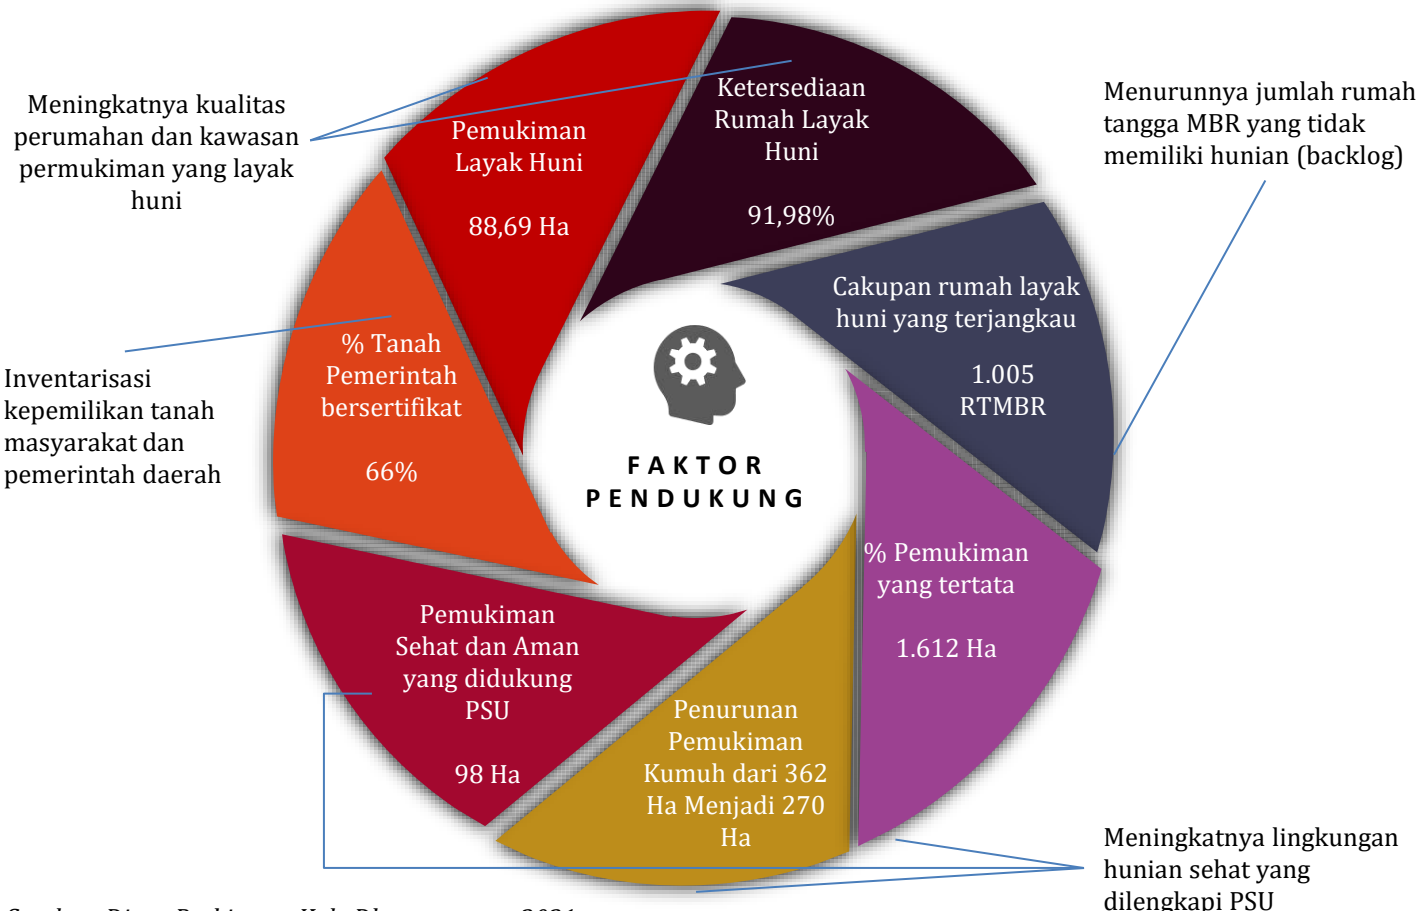 Meningkatnya kualitas
perumahan dan kawasan
permukiman yang layak
huni
Pemukiman
Layak Huni
88,69 Ha
Ketersediaan
Rumah Layak
Huni
91,98%
Menurunnya jumlah rumah
tangga MBR yang tidak
memiliki hunian (backlog)
Cakupan rumah layak
huni yang terjangkau
1.005
RTMBR
% Tanah
Pemerintah
bersertifikat
66%
Inventarisasi
kepemilikan tanah
masyarakat dan
pemerintah daerah
FAKTOR
PENDUKUNG
% Pemukiman
yang tertata
1.612 Ha
Pemukiman
Sehat dan Aman
yang didukung
PSU
98 Ha
Penurunan
Pemukiman
Kumuh dari 362
Ha Menjadi 270
Ha
Meningkatnya lingkungan
hunian sehat yang
dilengkapi PSU